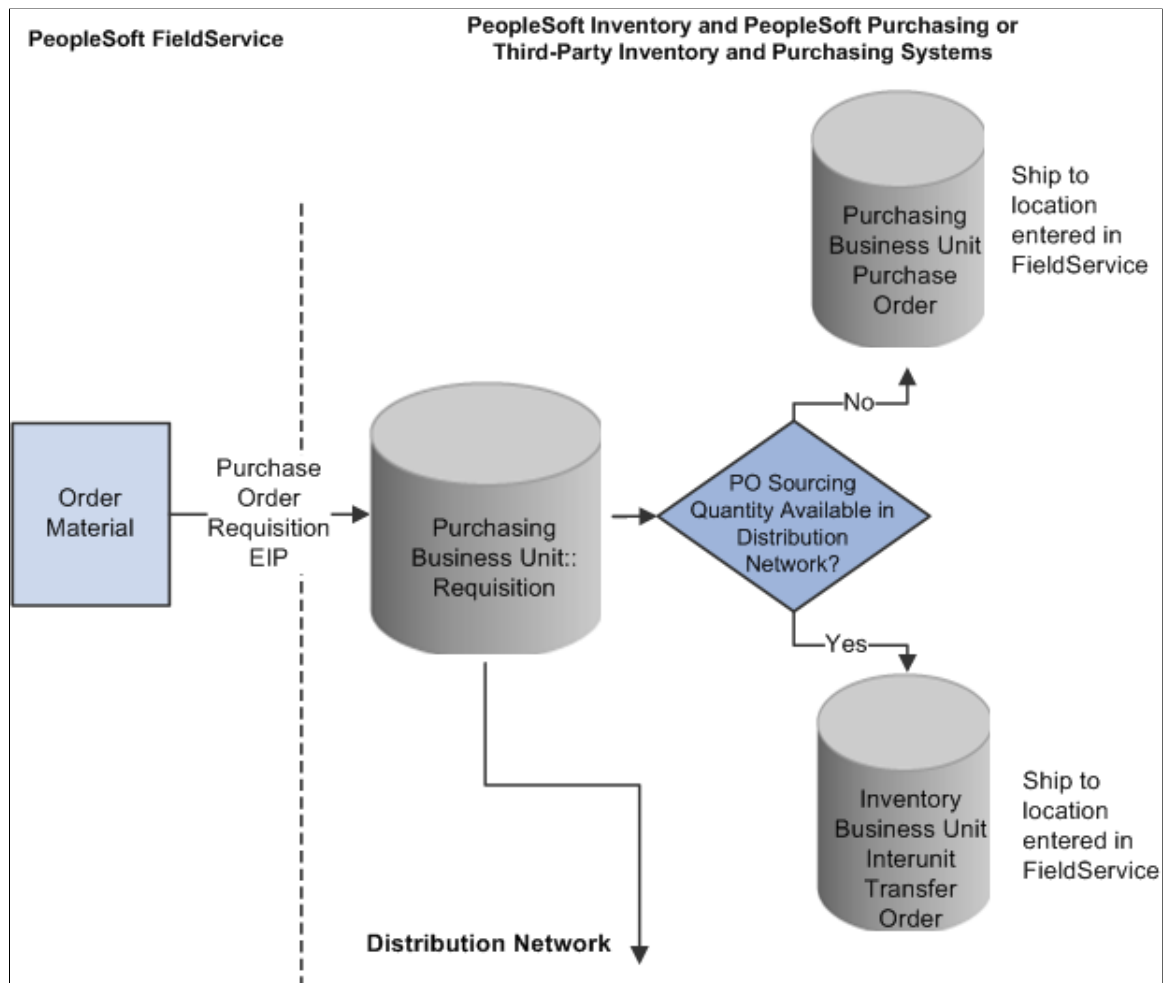 PeopleSoft FieldService
PeopleSoft Inventory and PeopleSoft Purchasing or
Third-Party Inventory and Purchasing Systems
Purchasing
Business Unit
Purchase
Order
Ship to
location
entered in
FieldService
No
Order
Material
Purchase
Order
Requisition
EIP
Purchasing
Business Unit::
Requisition
PO Sourcing
Quantity Available in
Distribution
Network?
Yes
Inventory
Business Unit
Interunit
Transfer
Order
Ship to
location
entered in
FieldService
Distribution Network